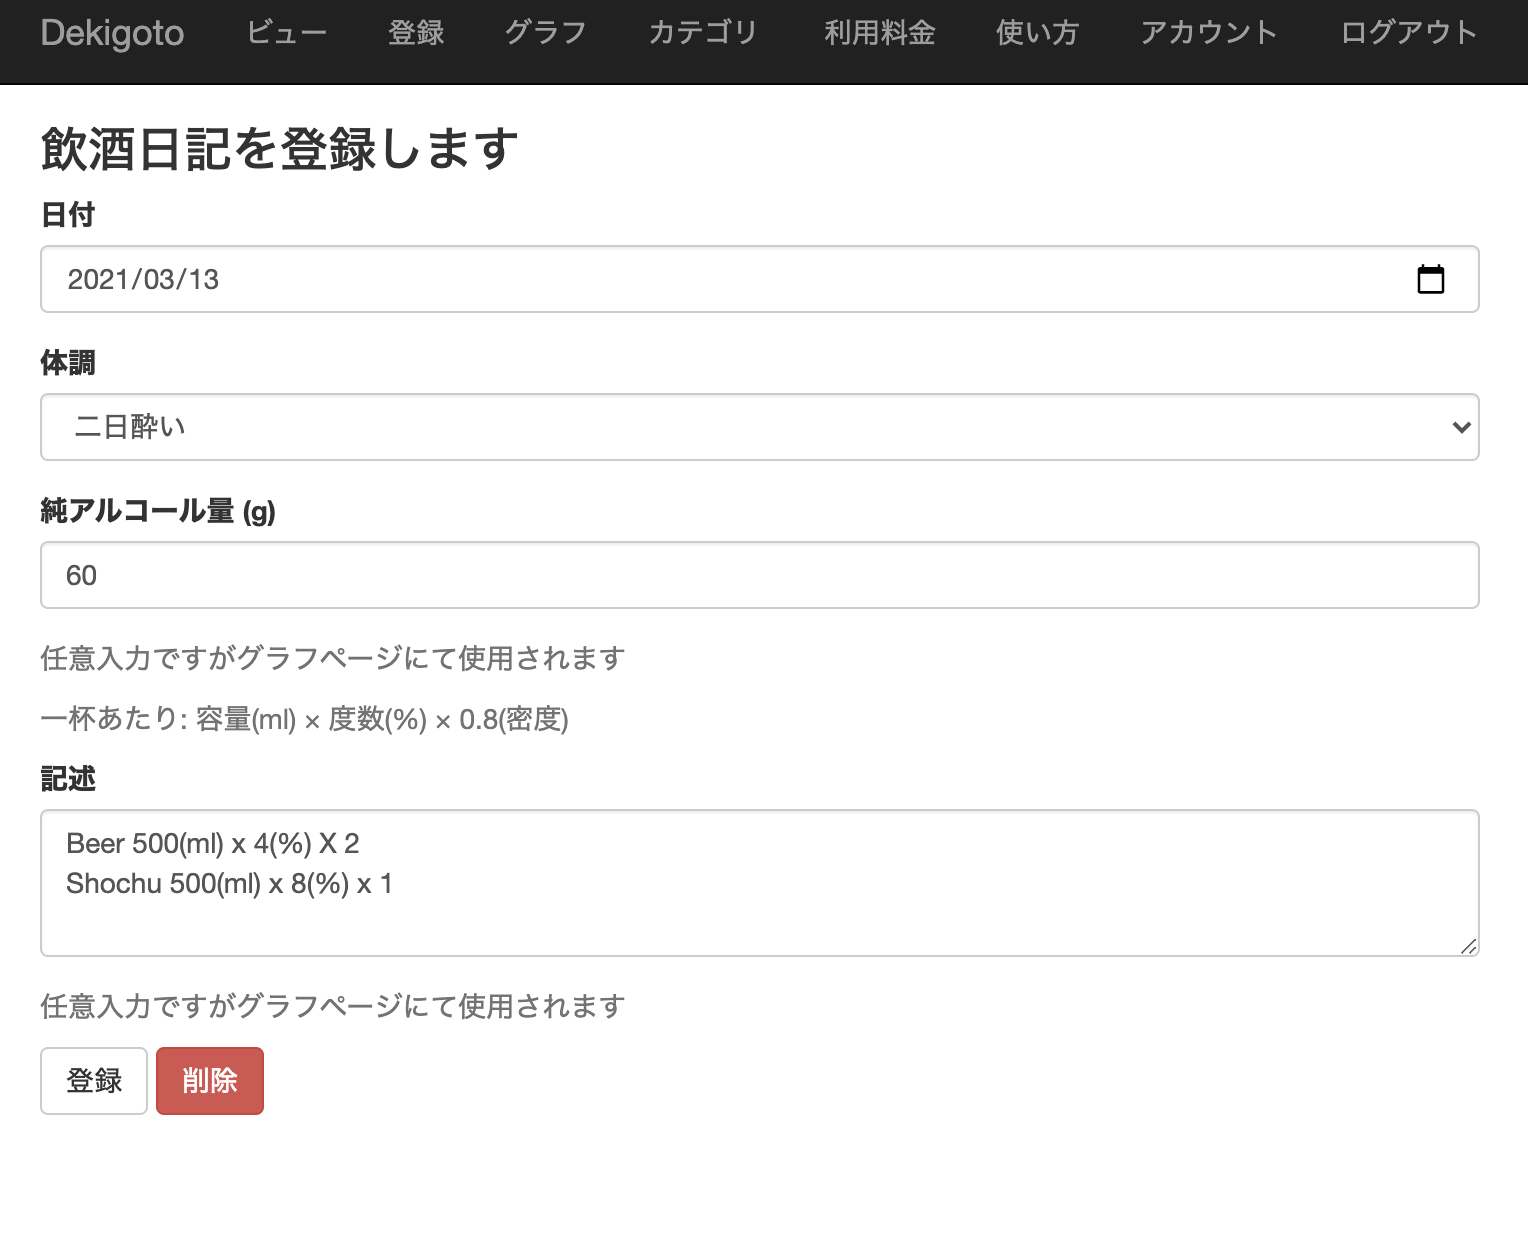 Dekigoto ビュー 登録 グラフ カテゴリ 利用料金 使い方 アカウント ログアウト
飲酒日記を登録します
日付
2021/03/13
体調
二日酔い
純アルコール量 (g)
60
任意入力ですがグラフページにて使用されます
一杯あたり: 容量(ml) × 度数(%) × 0.8(密度)
記述
Beer 500(ml) x 4(%) X 2
Shochu 500(ml) x 8(%) x 1
任意入力ですがグラフページにて使用されます
登録 削除